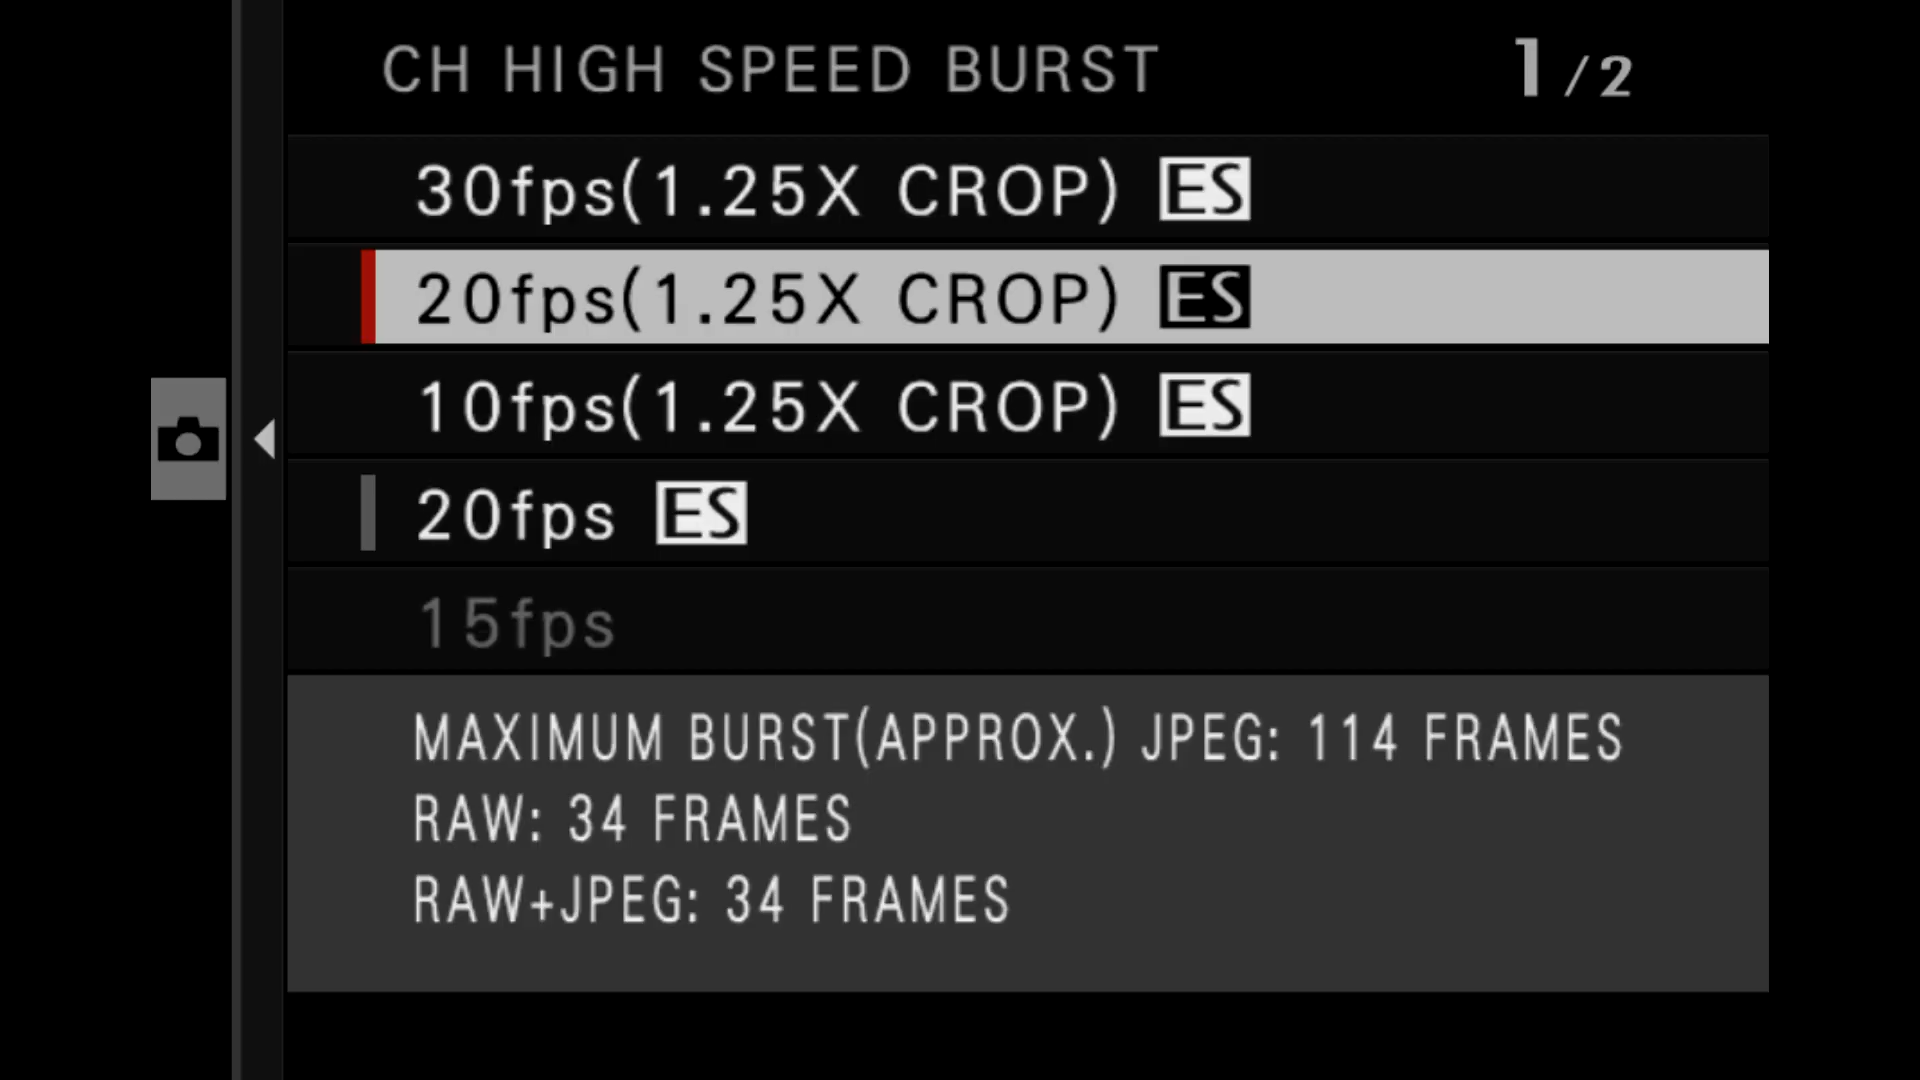 CH HIGH SPEED BURST 1/2
30fps(1.25X CROP) ES
20fps(1.25X CROP) ES
10fps(1.25X CROP) ES
20fps ES
15fps
MAXIMUM BURST(APPROX.) JPEG: 114 FRAMES
RAW: 34 FRAMES
RAW+JPEG: 34 FRAMES